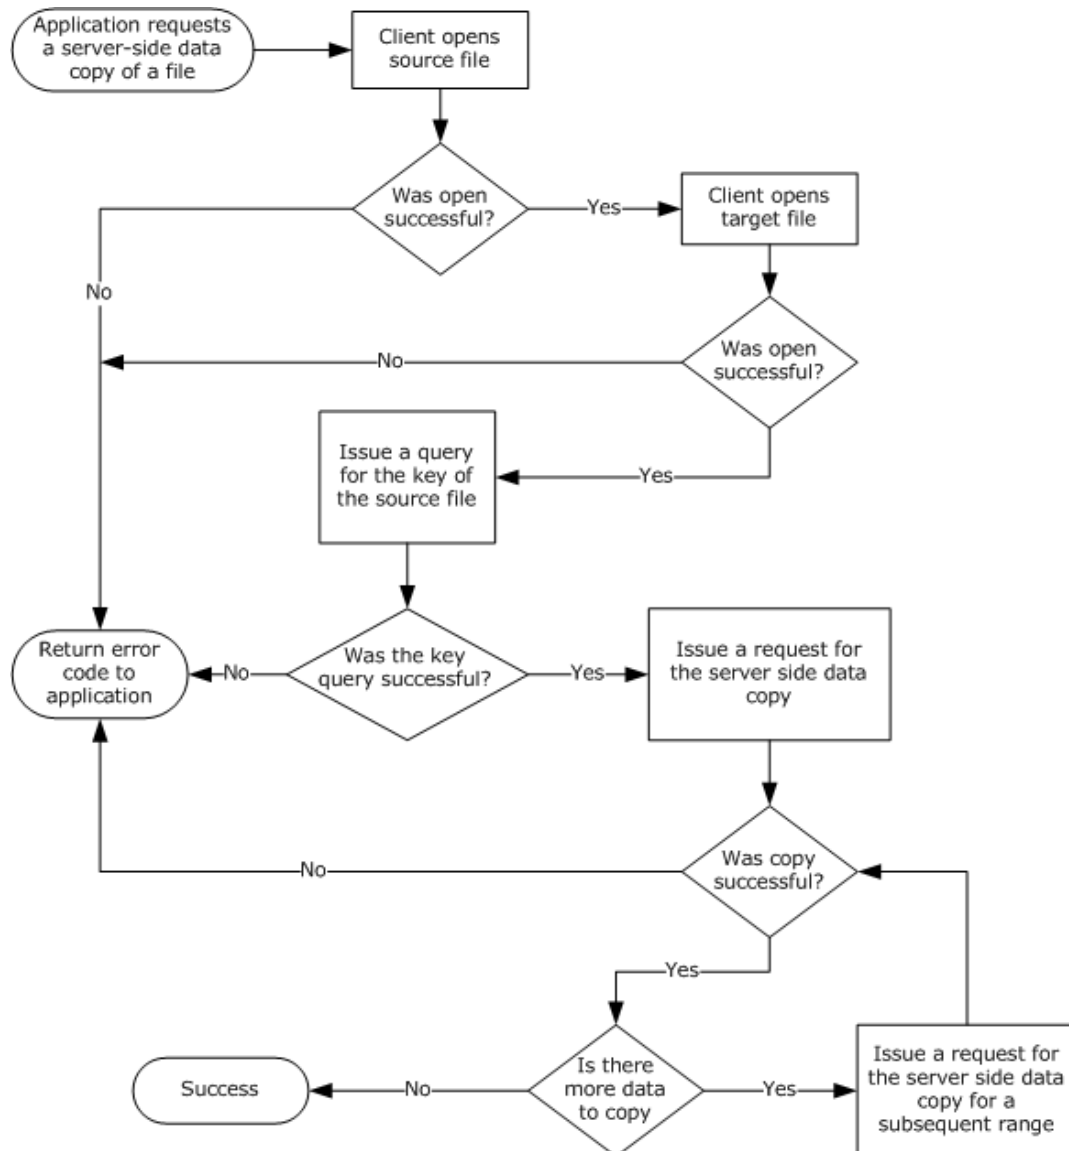 Application requests
a server-side data
copy of a file
Client opens
source file
Was open
successful?
Yes
Client opens
target file
No
Was open
successful?
No
Issue a query
for the key of
the source file
Yes
Return error
code to
application
No
Was the key
query successful?
Yes
Issue a request for
the server side data
copy
Was copy
successful?
No
Yes
Success
No
Is there
more data
to copy
Yes
Issue a request for
the server side data
copy for a
subsequent range